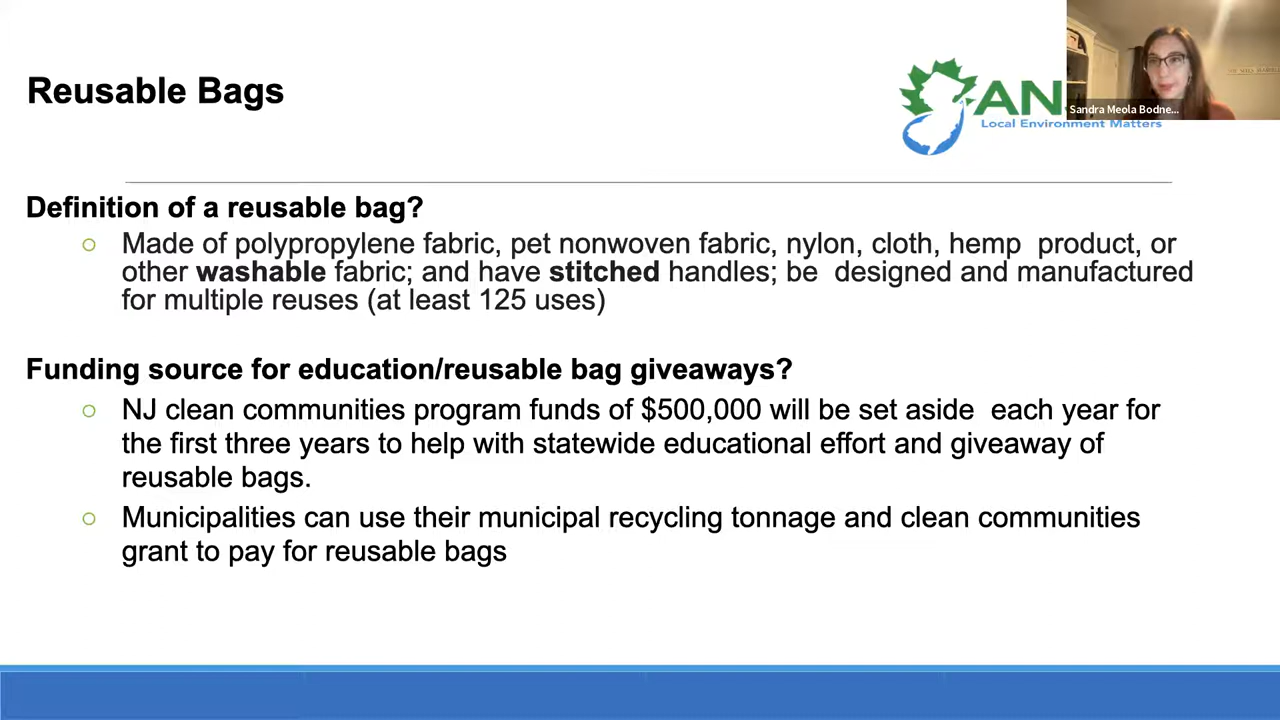 Reusable Bags
AN
Local Environment Matters
Sandra Meola Bodne...
Definition of a reusable bag?
Made of polypropylene fabric, pet nonwoven fabric, nylon, cloth, hemp product, or
other washable fabric; and have stitched handles; be designed and manufactured
for multiple reuses (at least 125 uses)
Funding source for education/reusable bag giveaways?
NJ clean communities program funds of $500,000 will be set aside each year for
the first three years to help with statewide educational effort and giveaway of
reusable bags.
Municipalities can use their municipal recycling tonnage and clean communities
grant to pay for reusable bags